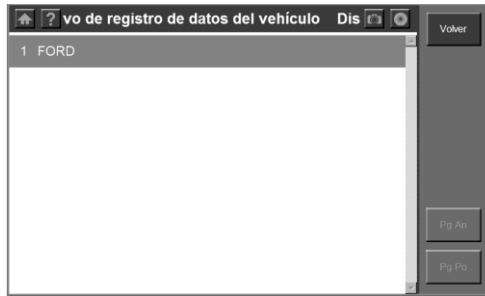 vo de registro de datos del vehículo Dis
Volver
1 FORD
Pg An
Pg Po